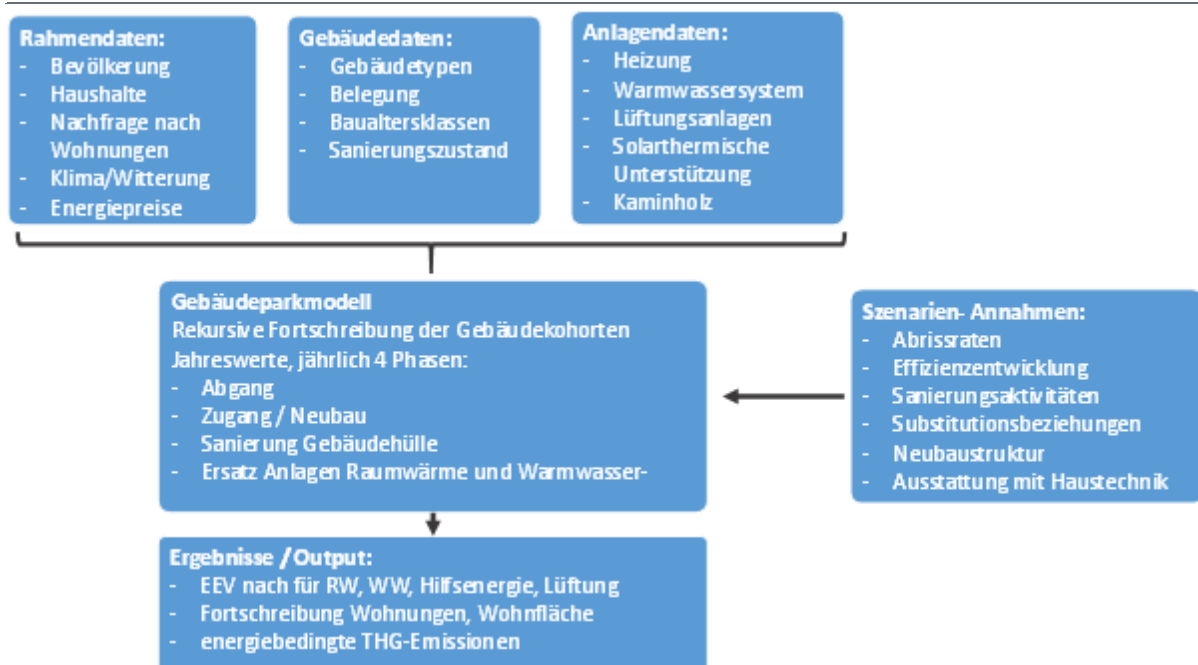 Rahmendaten:
- Bevölkerung
- Haushalte
- Nachfrage nach
Wohnungen
- Klima/Witterung
- Energiepreise
Gebäudedaten:
- Gebäudetypen
- Belegung
- Baualtersklassen
- Sanierungszustand
Anlagendaten:
- Heizung
- Warmwassersystem
- Lüftungsanlagen
- Solarthermische
Unterstützung
- Kaminholz
Gebäudeparkmodell
Rekursive Fortschreibung der Gebäudekohorten
Jahreswerte, jährlich 4 Phasen:
- Abgang
- Zugang / Neubau
- Sanierung Gebäudehülle
- Ersatz Anlagen Raumwärme und Warmwasser-
Szenarien- Annahmen:
- Abrissraten
- Effizienzentwicklung
- Sanierungsaktivitäten
- Substitutionsbeziehungen
- Neubaustruktur
- Ausstattung mit Haustechnik
Ergebnisse /Output:
- EEV nach für RW, WW, Hilfsenergie, Lüftung
- Fortschreibung Wohnungen, Wohnfläche
- energiebedingte THG-Emissionen